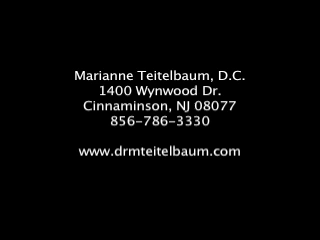 Marianne Teitelbaum, D.C.
1400 Wynwood Dr.
Cinnaminson, NJ 08077
856-786-3330
www.drmteitelbaum.com